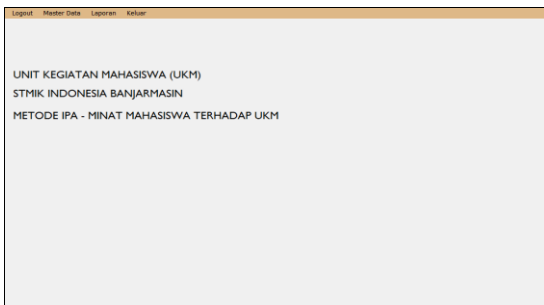 Logout Master Data Laporan Keluar
UNIT KEGIATAN MAHASISWA (UKM)
STMIK INDONESIA BANJARMASIN
METODE IPA - MINAT MAHASISWA TERHADAP UKM